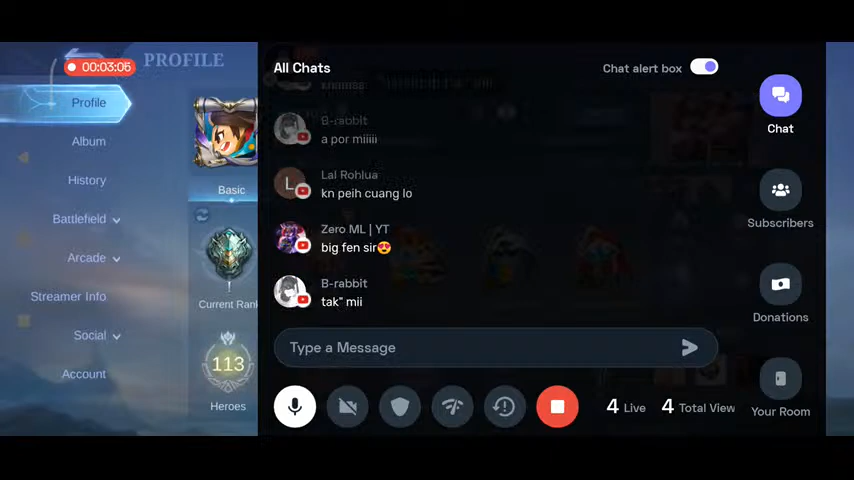 00:03:05
PROFILE
Profile
Album
History
Battlefield
Arcade
Streamer Info
Social
Account
Basic
Current Rank
113
Heroes
All Chats
Chat alert box
B-rabbit
a por miiiii
L
Lal Rohlua
kn peih cuang lo
Zero ML | YT
big fen sir😍
B-rabbit
tak" mii
Type a Message
4 Live
4 Total View
Chat
Subscribers
Donations
Your Room